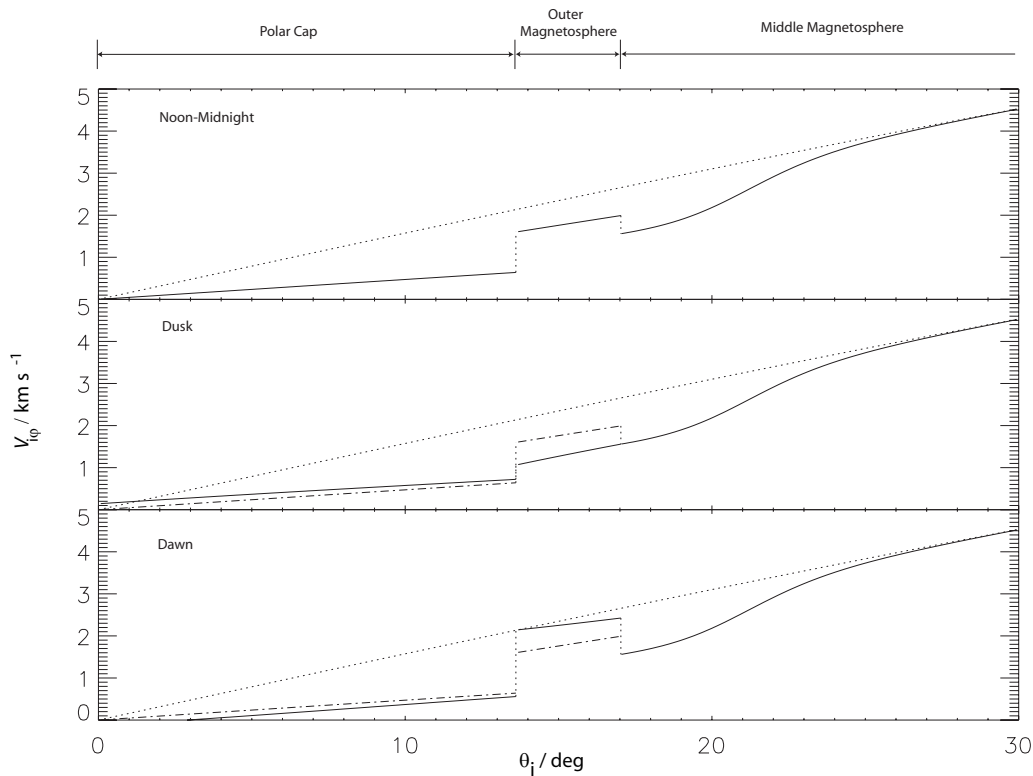 Polar Cap
Outer
Magnetosphere
Middle Magnetosphere
Noon-Midnight
5
4
3
2
1
Dusk
5
4
3
2
1
Dawn
5
4
3
2
1
0
V_iφ / km s⁻¹
0 10 20 30
θ_i / deg